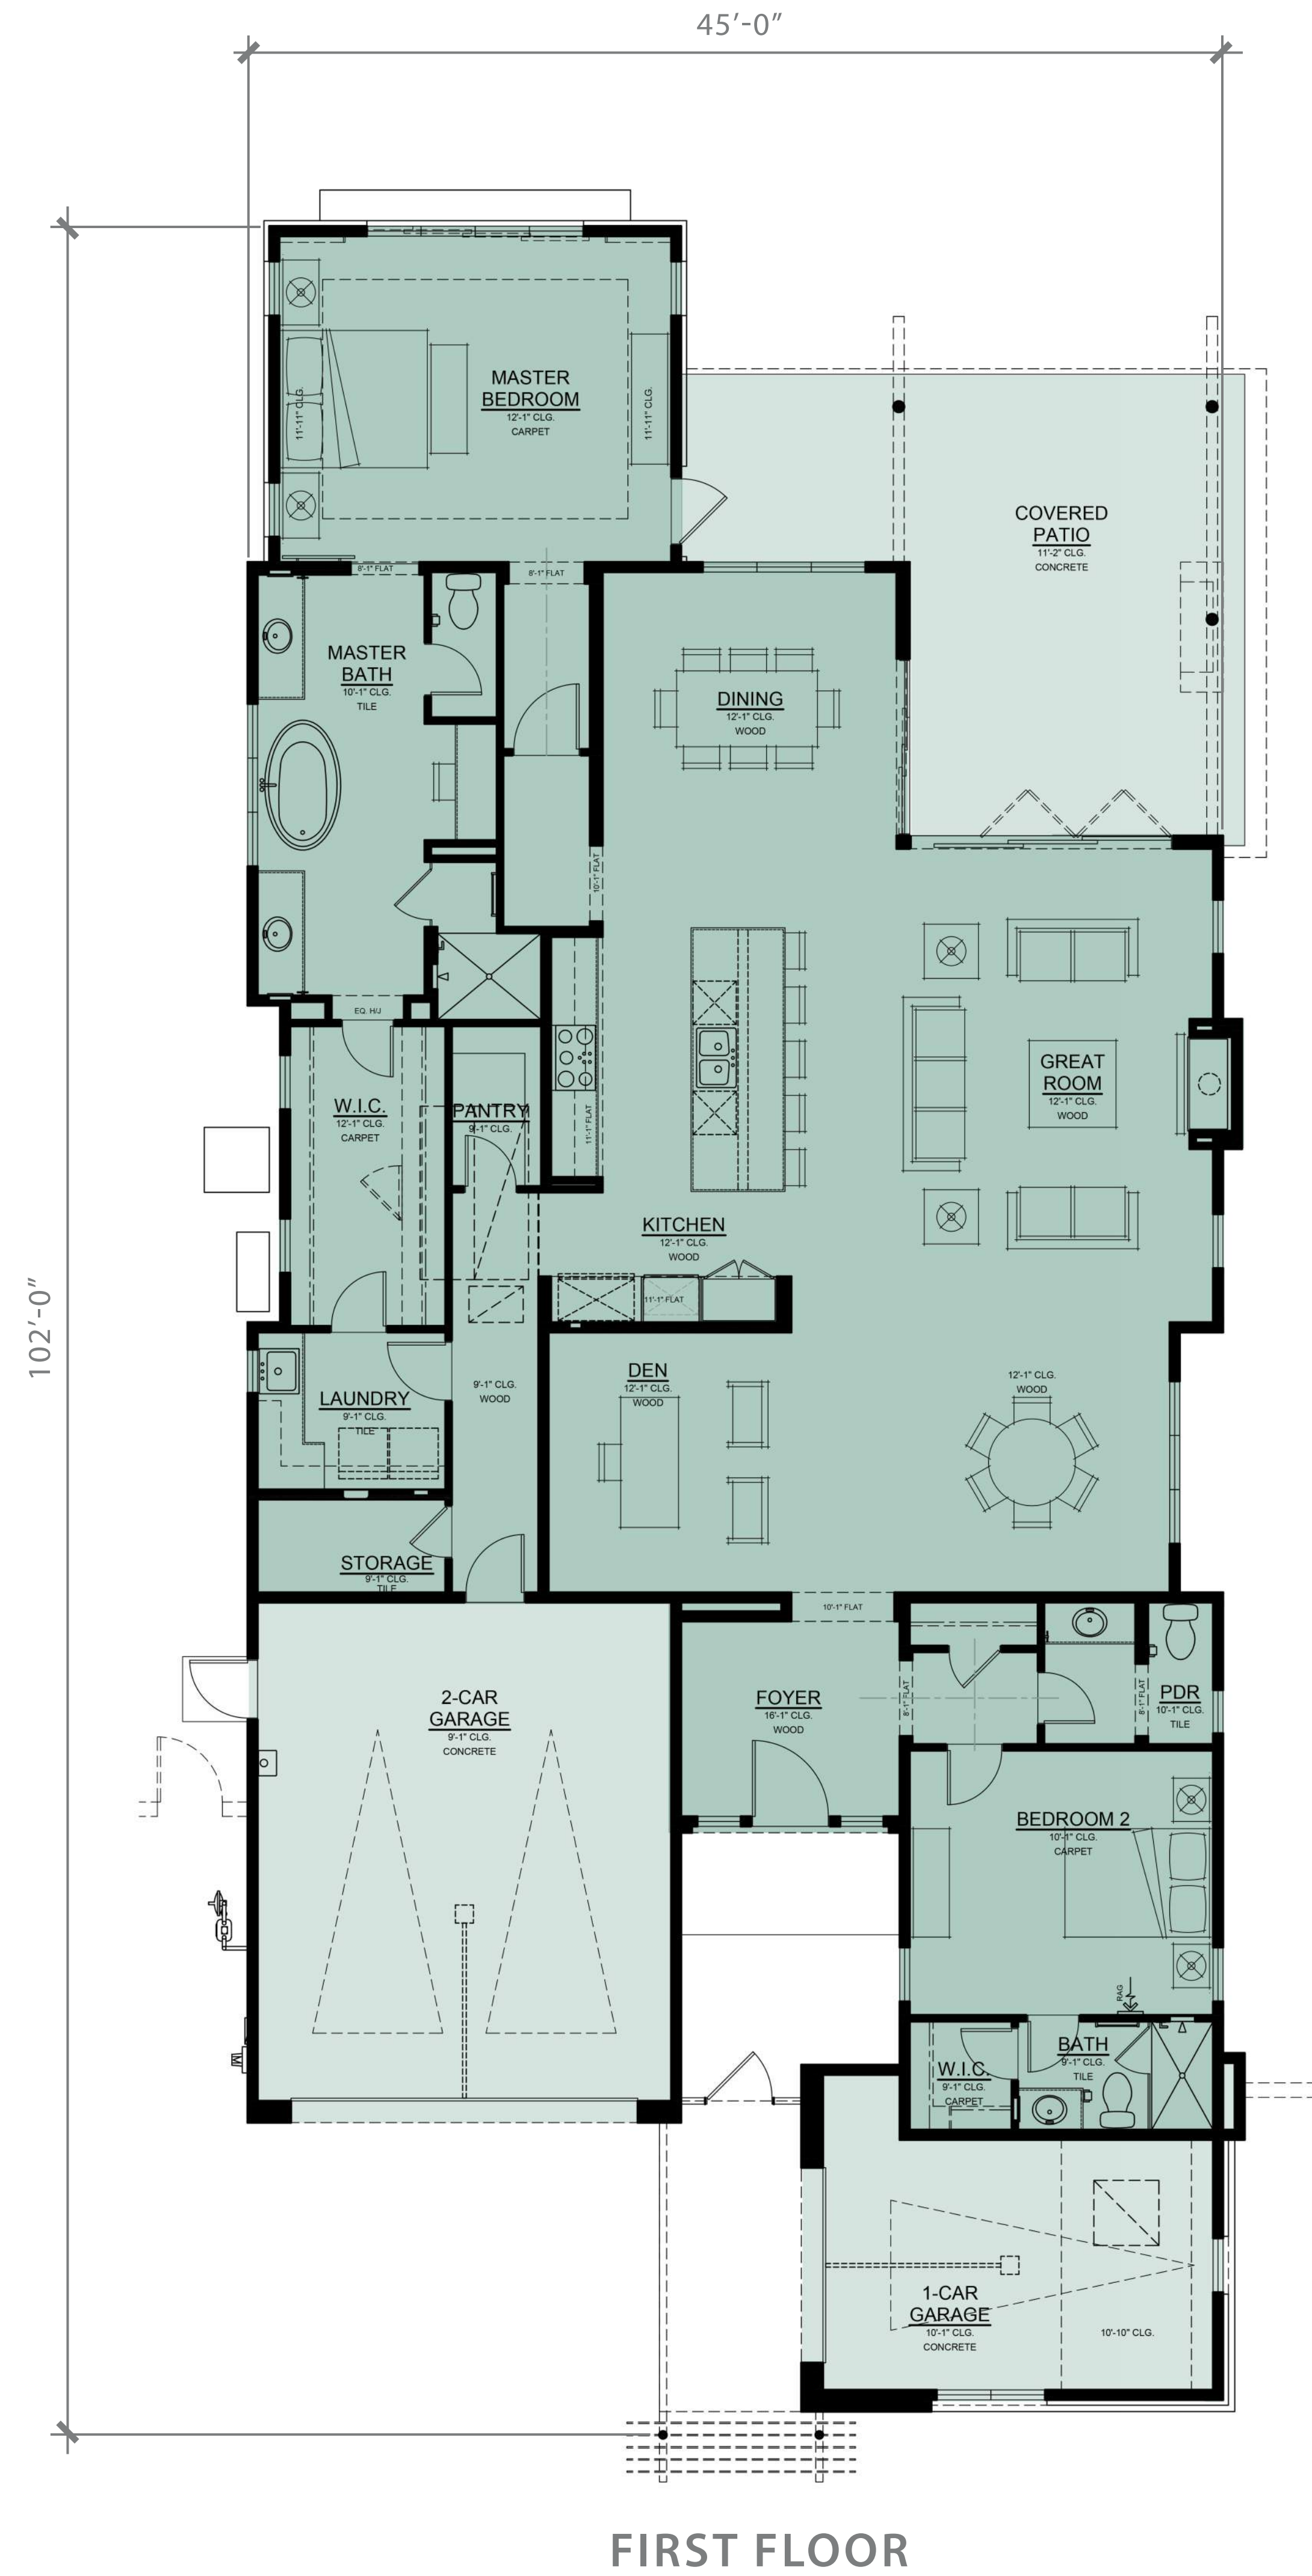 45'-0"
102'-0"
MASTER
BEDROOM
12'-1" CLG.
CARPET
11'-11" CLG.
11'-11" CLG.
COVERED
PATIO
11'-2" CLG.
CONCRETE
8'-1" FLAT
8'-1" FLAT
MASTER
BATH
10'-1" CLG.
TILE
DINING
12'-1" CLG.
WOOD
10'-1" FLAT
EQ. H/J
W.I.C.
12'-1" CLG.
CARPET
PANTRY
9'-1" CLG.
11'-1" FLAT
GREAT
ROOM
12'-1" CLG.
WOOD
KITCHEN
12'-1" CLG.
WOOD
11'-1" FLAT
LAUNDRY
9'-1" CLG.
TILE
9'-1" CLG.
WOOD
DEN
12'-1" CLG.
WOOD
12'-1" CLG.
WOOD
STORAGE
9'-1" CLG.
TILE
10'-1" FLAT
2-CAR
GARAGE
9'-1" CLG.
CONCRETE
FOYER
16'-1" CLG.
WOOD
8'-1" FLAT
8'-1" FLAT
PDR
10'-1" CLG.
TILE
BEDROOM 2
10'-1" CLG.
CARPET
RAG
W.I.C.
9'-1" CLG.
CARPET
BATH
9'-1" CLG.
TILE
M
1-CAR
GARAGE
10'-1" CLG.
CONCRETE
10'-10" CLG.
FIRST FLOOR